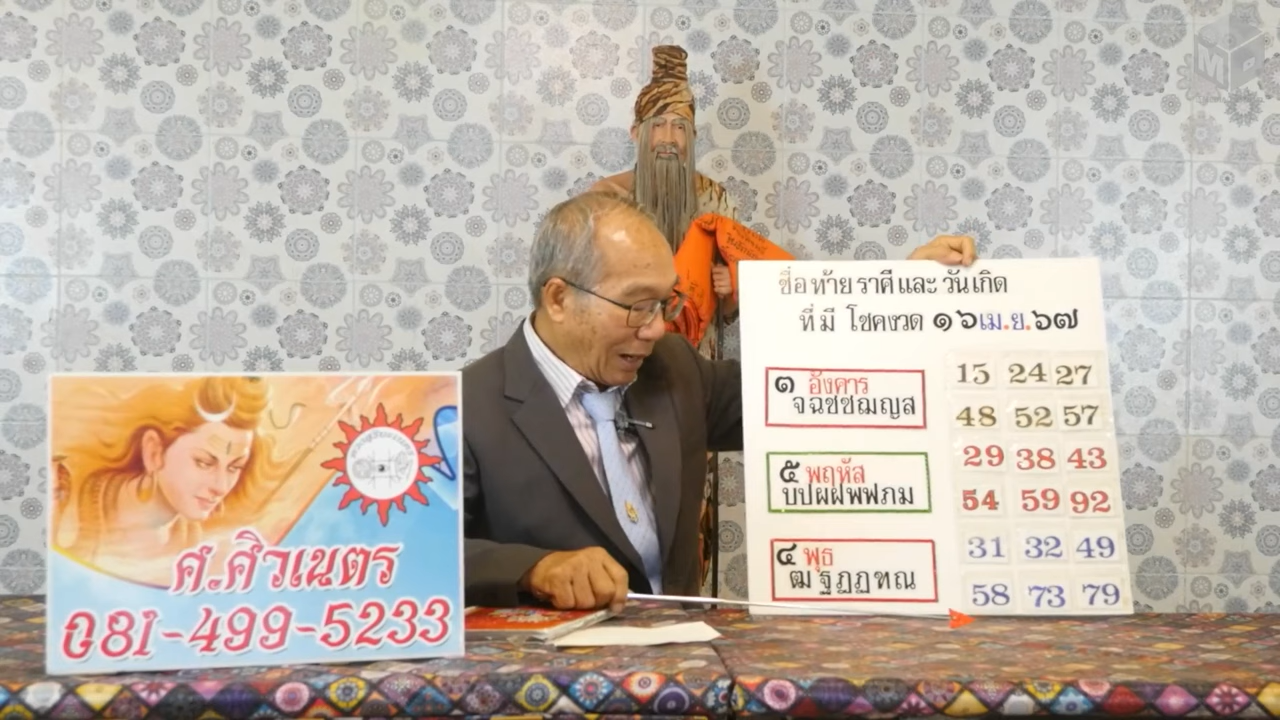 ศ.ศิวเนตร
081-499-5233
ชื่อท้ายราศีและวันเกิด
ที่มี โชคงวด ๑๖เม.ย.๖๗
๓ อังคาร
จฉชซฌญส
15 24 27
48 52 57
๕ พฤหัส
บปผฝพฟภม
29 38 43
54 59 92
๔ พุธ
ฒฐฎฏฑณ
31 32 49
58 73 79